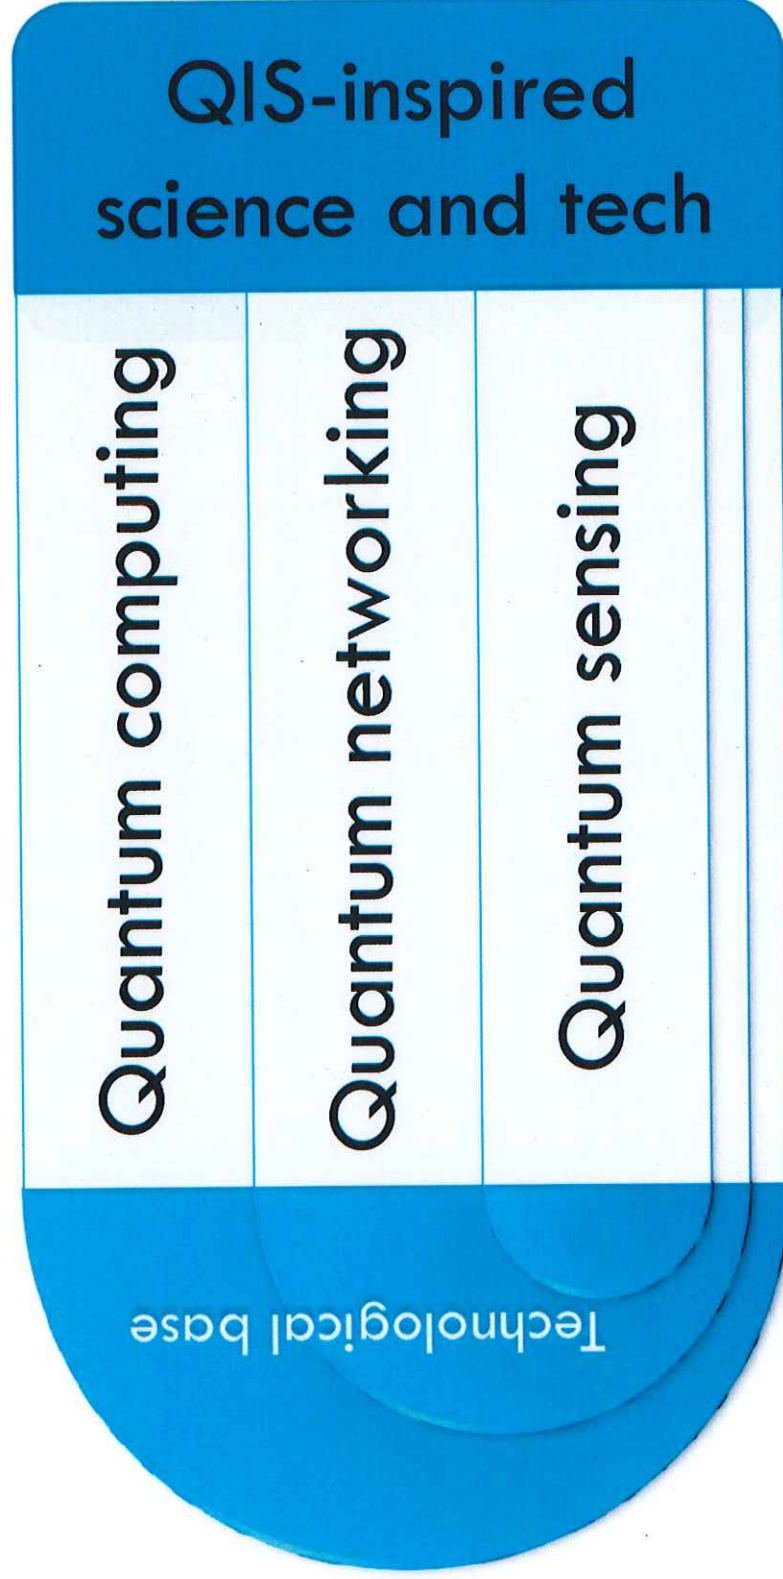 QIS-inspired
science and tech
Quantum computing
Quantum networking
Quantum sensing
Technological base